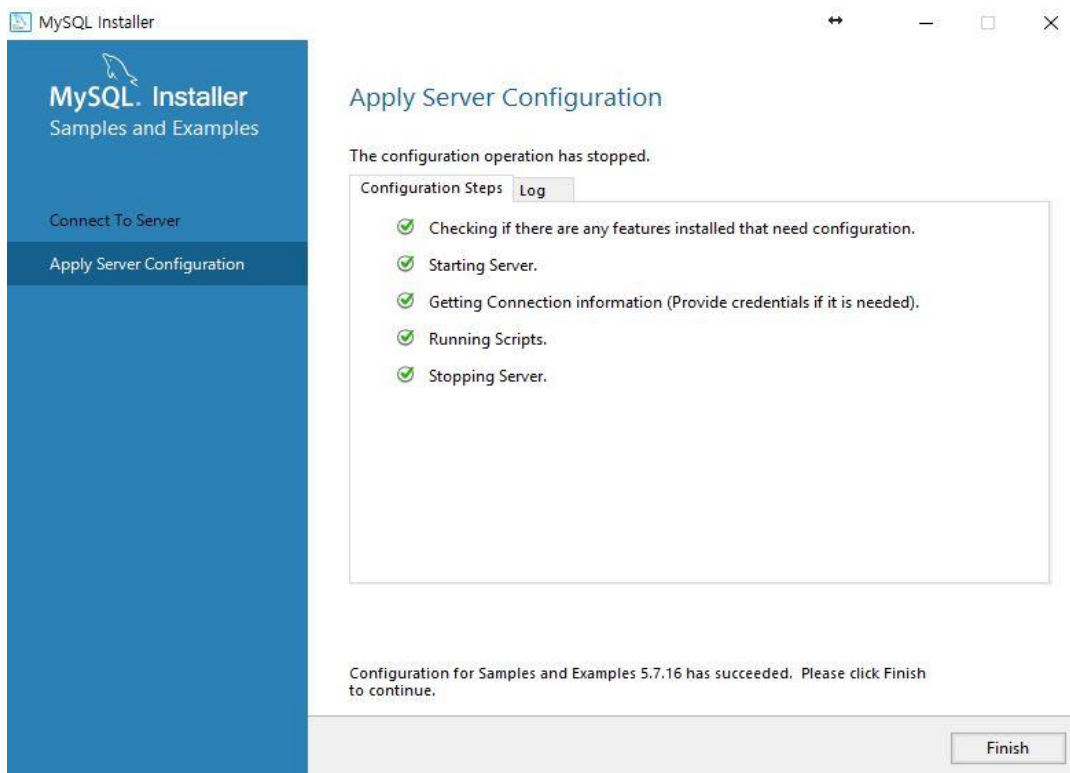 MySQL Installer
MySQL. Installer
Samples and Examples
Connect To Server
Apply Server Configuration
Apply Server Configuration
The configuration operation has stopped.
Configuration Steps
Log
Checking if there are any features installed that need configuration.
Starting Server.
Getting Connection information (Provide credentials if it is needed).
Running Scripts.
Stopping Server.
Configuration for Samples and Examples 5.7.16 has succeeded. Please click Finish
to continue.
Finish